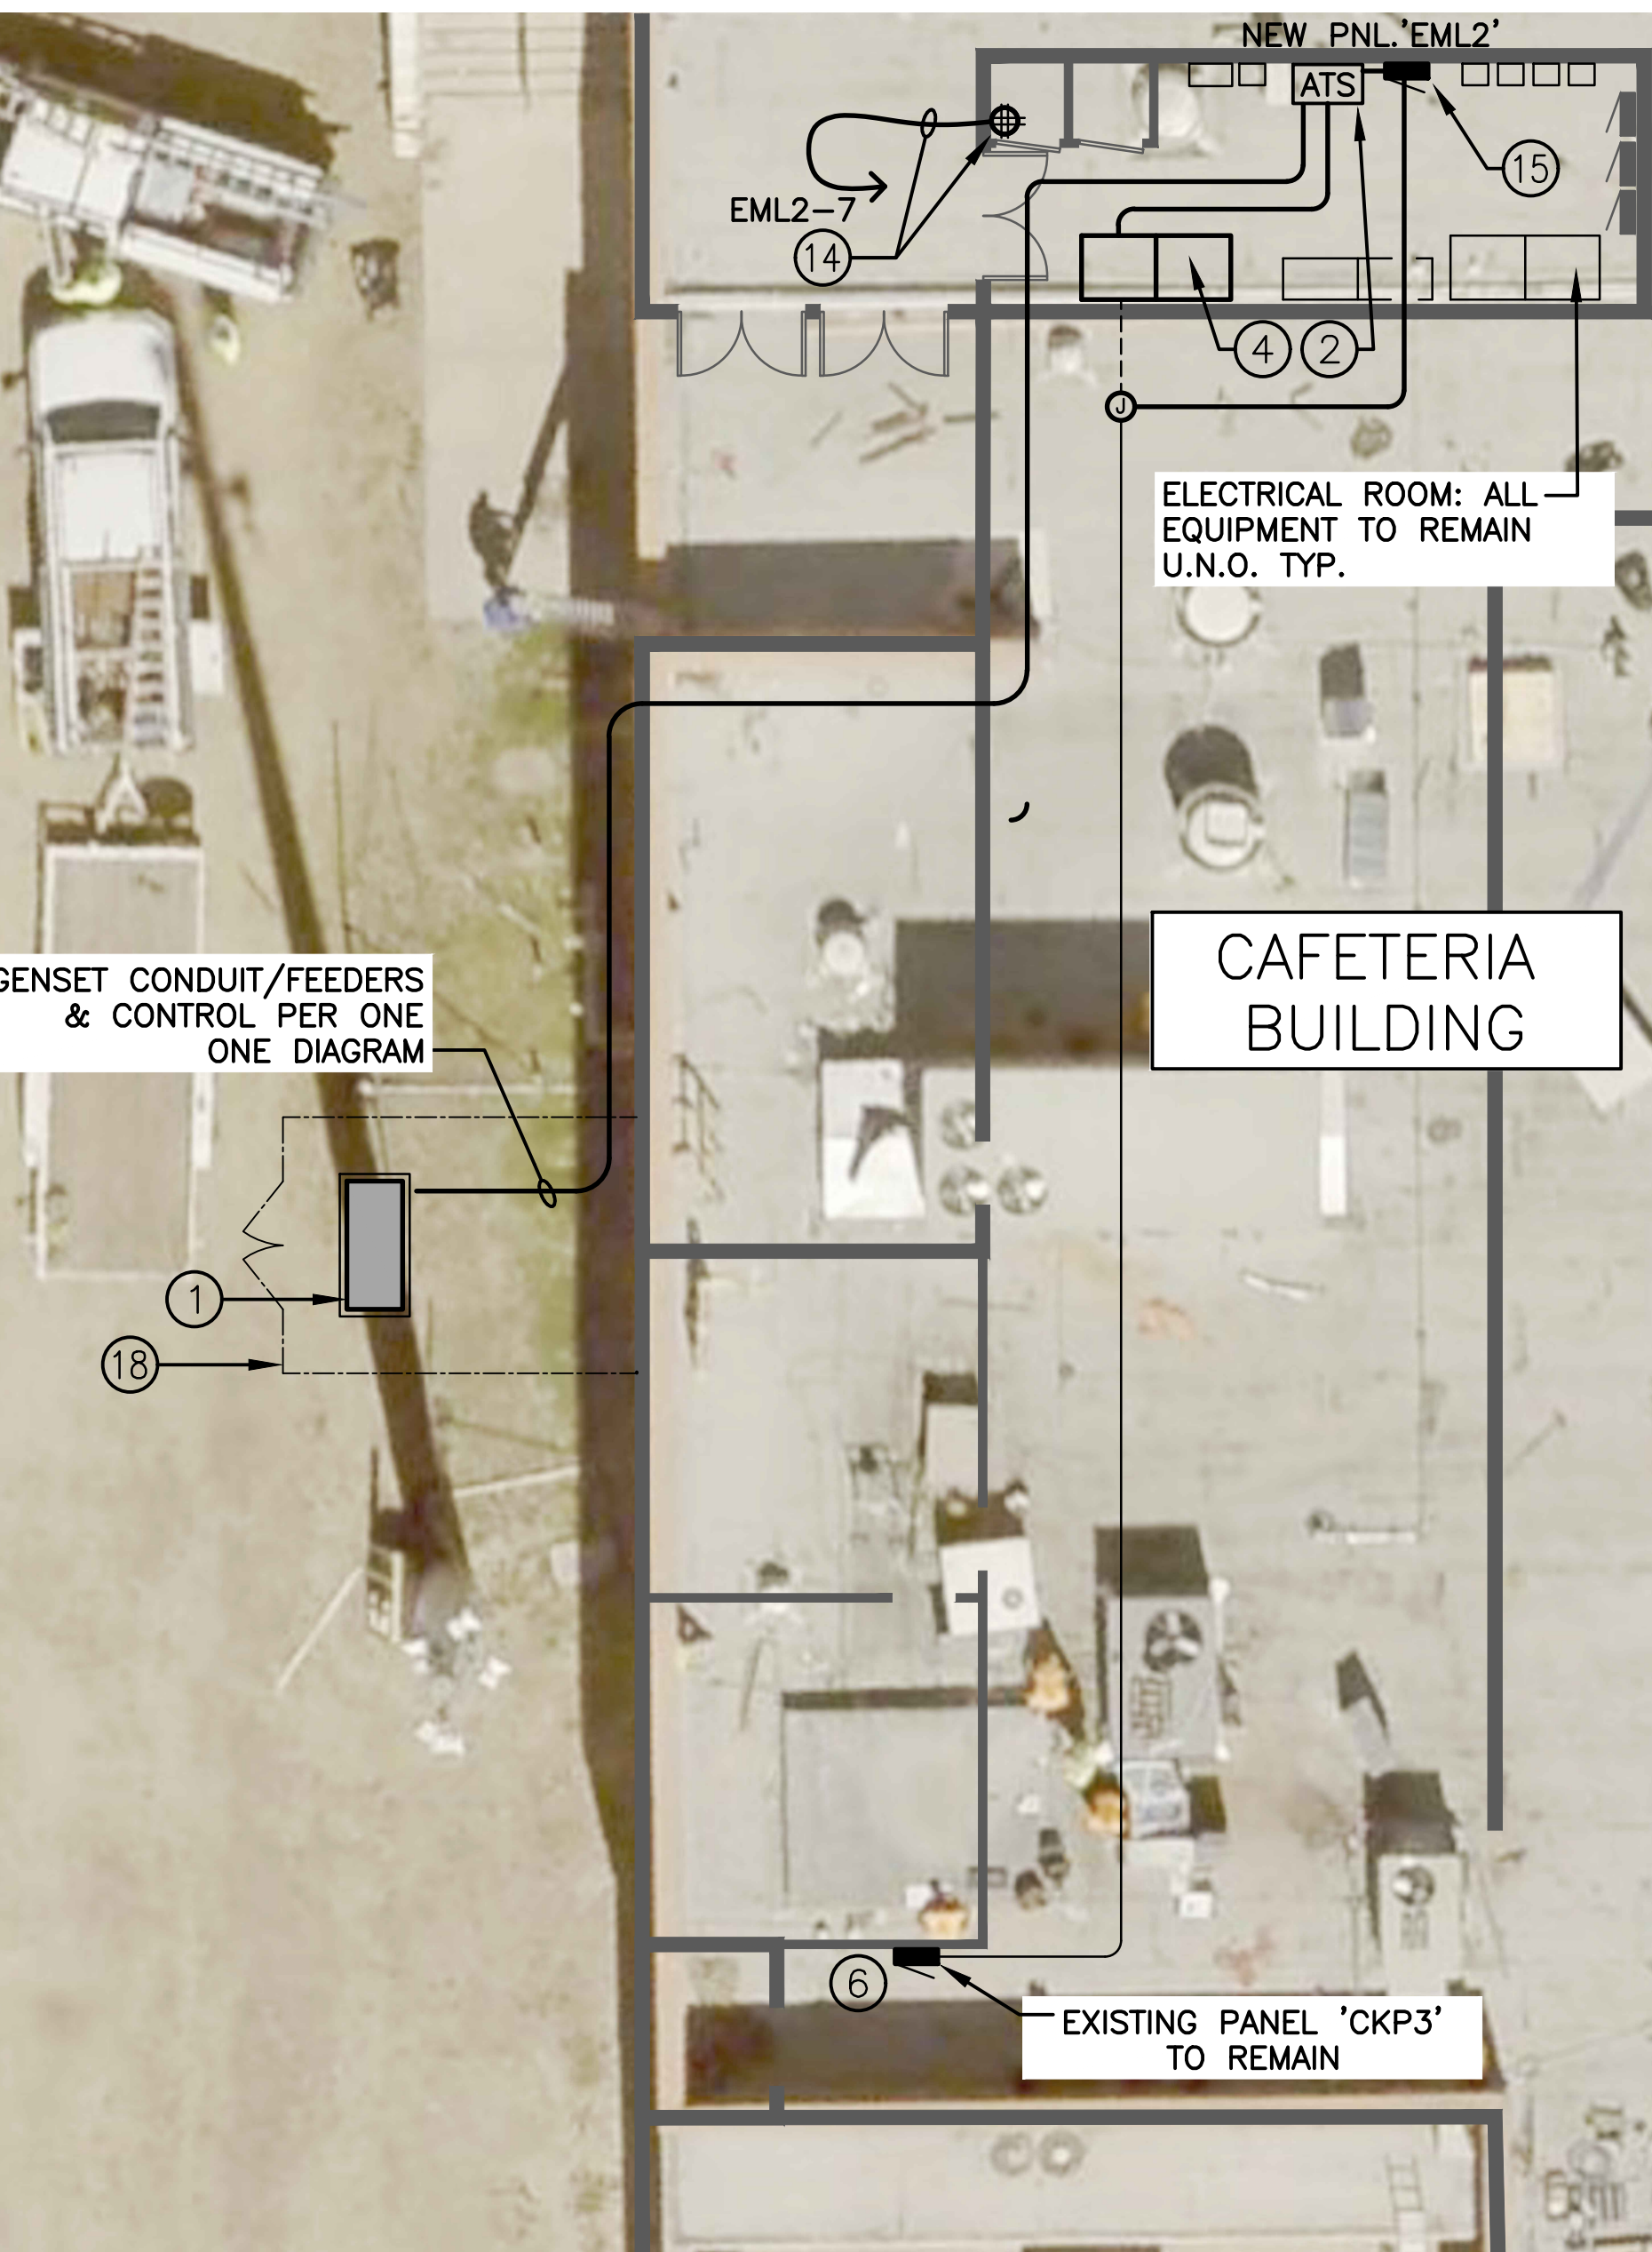 NEW PNL.'EML2'
ATS
15
EML2-7
14
4
2
J
ELECTRICAL ROOM: ALL
EQUIPMENT TO REMAIN
U.N.O. TYP.
CAFETERIA
BUILDING
GENSET CONDUIT/FEEDERS
& CONTROL PER ONE
ONE DIAGRAM
1
18
6
EXISTING PANEL 'CKP3'
TO REMAIN